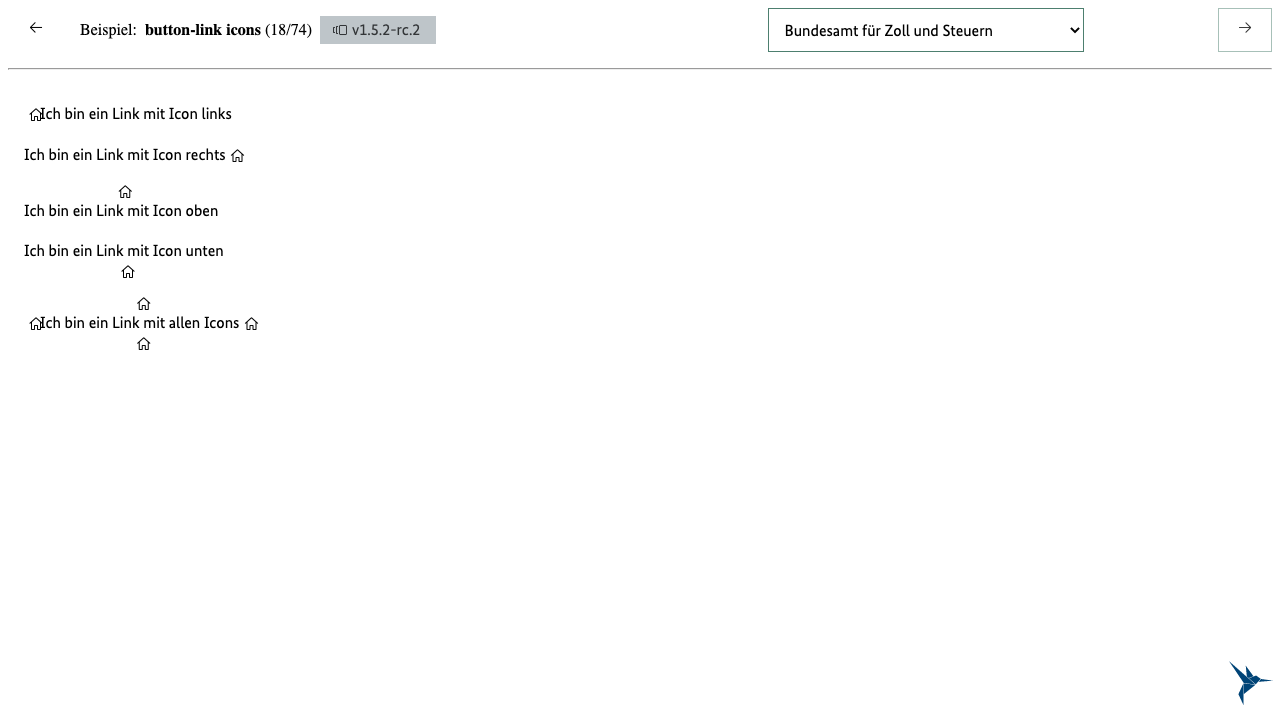 Beispiel: button-link icons (18/74) v1.5.2-rc.2 Bundesamt für Zoll und Steuern
Ich bin ein Link mit Icon links
Ich bin ein Link mit Icon rechts
Ich bin ein Link mit Icon oben
Ich bin ein Link mit Icon unten
Ich bin ein Link mit allen Icons